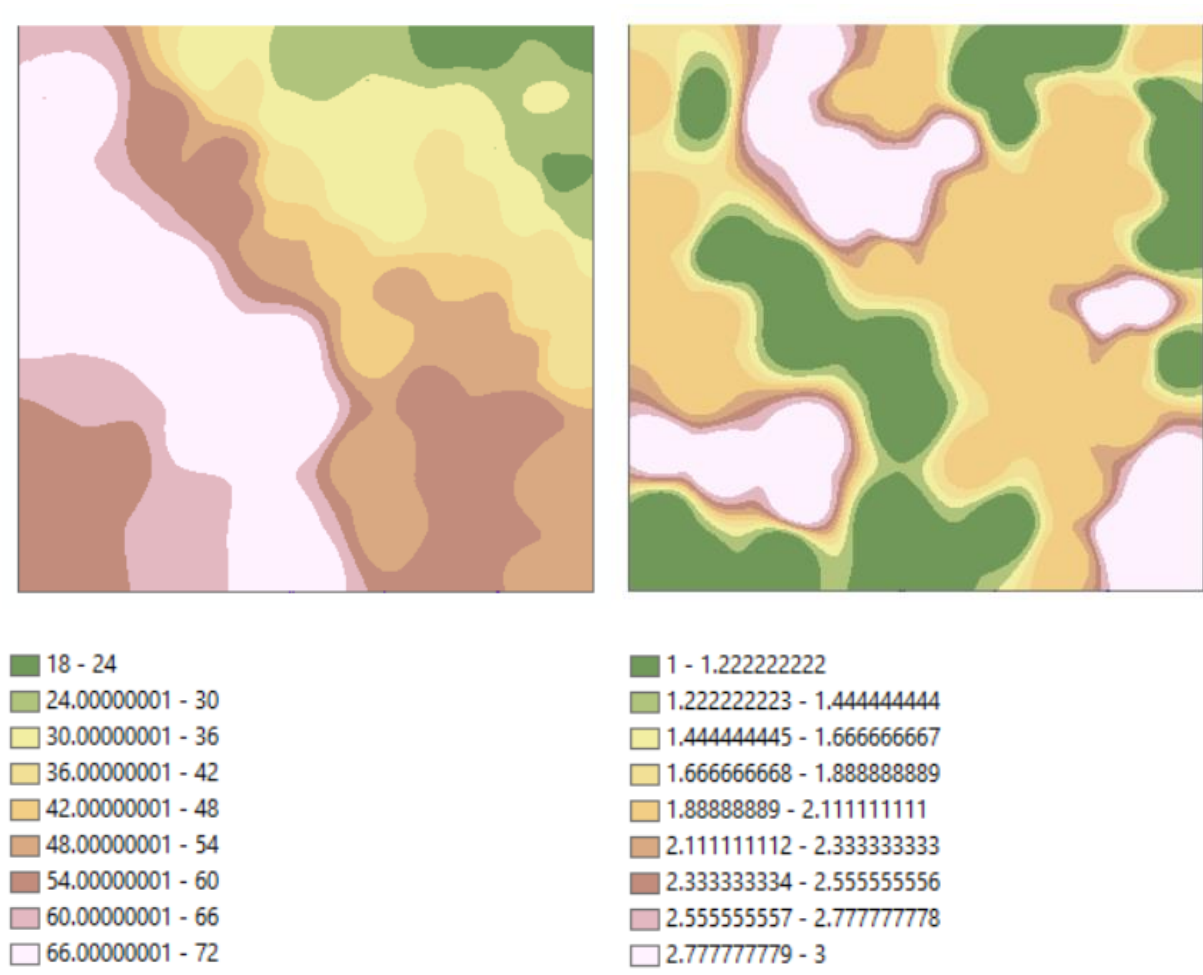 18 - 24
24.00000001 - 30
30.00000001 - 36
36.00000001 - 42
42.00000001 - 48
48.00000001 - 54
54.00000001 - 60
60.00000001 - 66
66.00000001 - 72
1 - 1.222222222
1.222222223 - 1.444444444
1.444444445 - 1.666666667
1.666666668 - 1.888888889
1.88888889 - 2.111111111
2.111111112 - 2.333333333
2.333333334 - 2.555555556
2.555555557 - 2.777777778
2.777777779 - 3